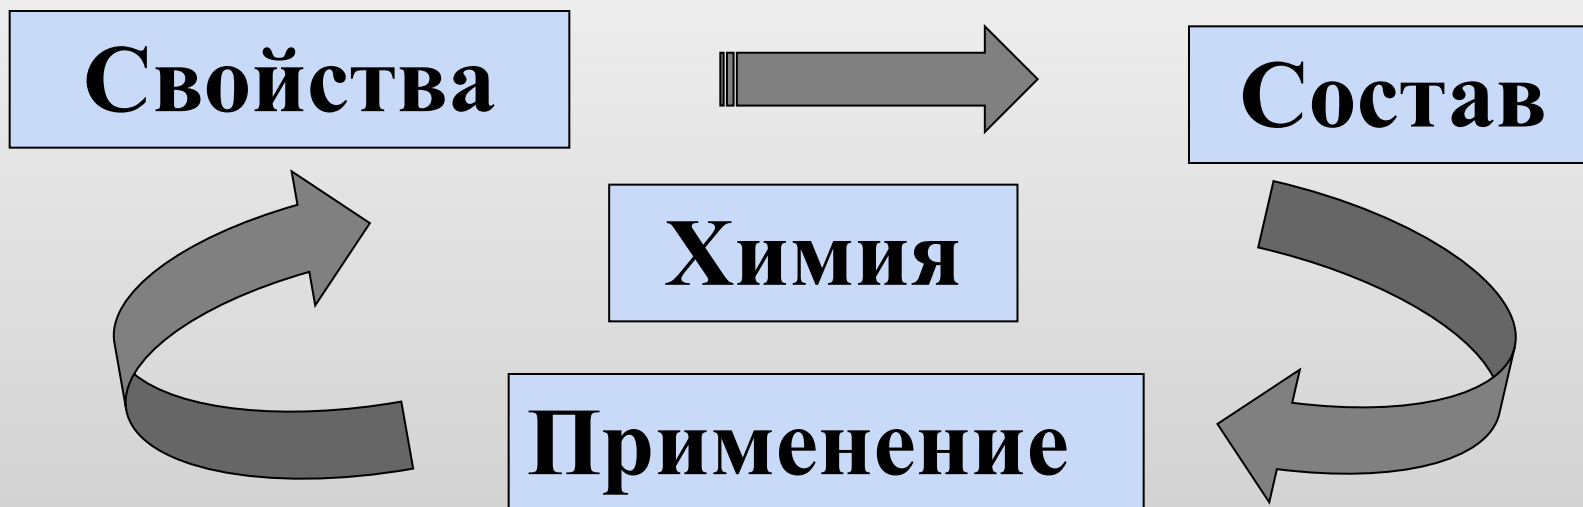 Свойства
Состав
Химия
Применение